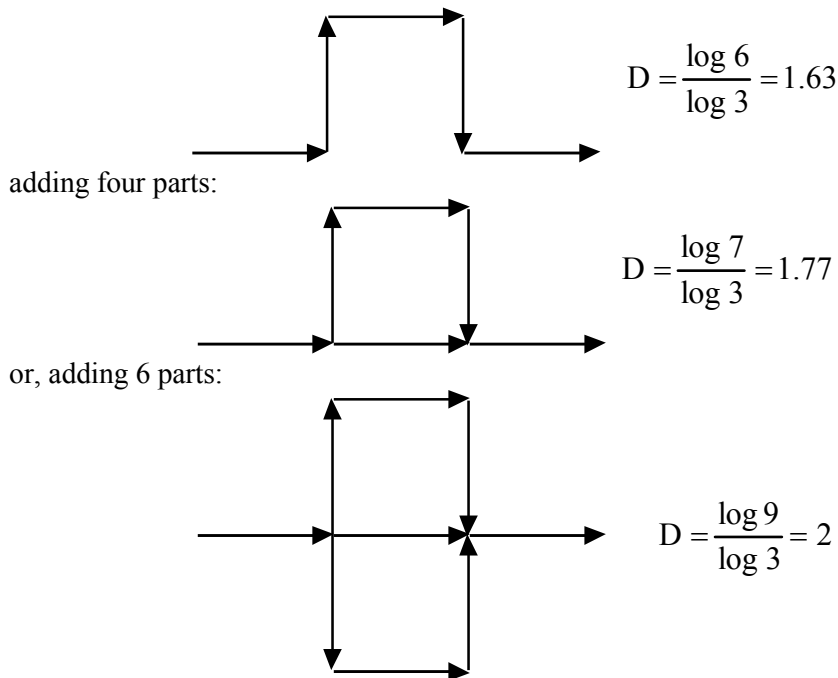 D = log 6 / log 3 = 1.63
adding four parts:
D = log 7 / log 3 = 1.77
or, adding 6 parts:
D = log 9 / log 3 = 2